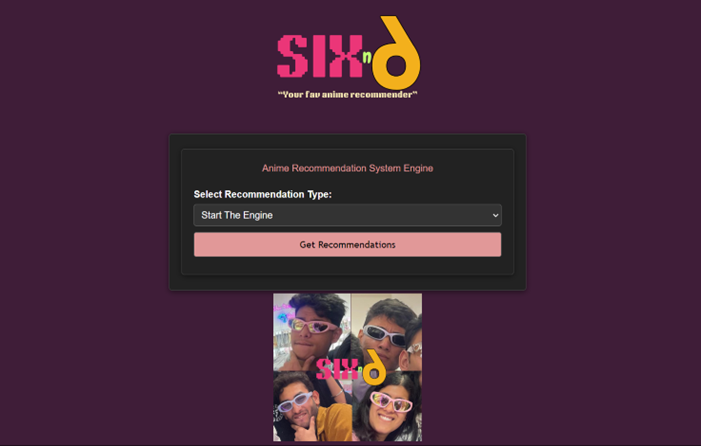 SIX n 6
"Your fav anime recommender"
Anime Recommendation System Engine
Select Recommendation Type:
Start The Engine
Get Recommendations
SIX n 6